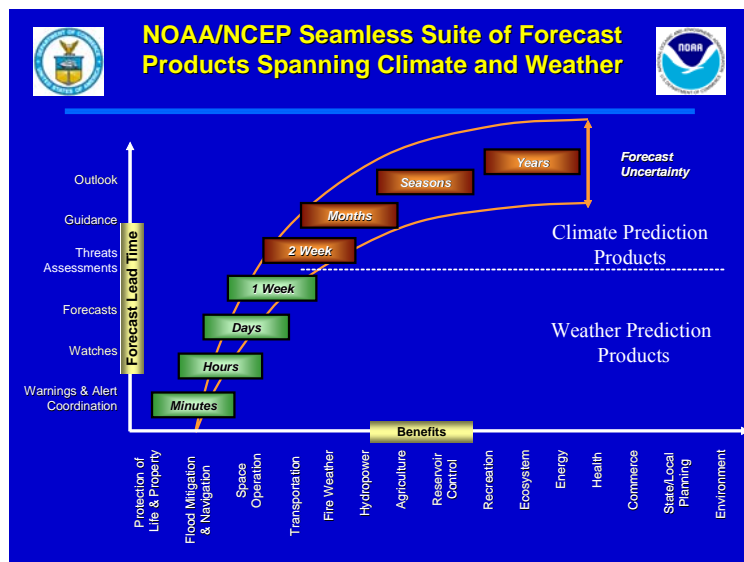 NOAA/NCEP Seamless Suite of Forecast
Products Spanning Climate and Weather
NOAA
Forecast
Uncertainty
Years
Seasons
Months
2 Week
1 Week
Days
Hours
Minutes
Outlook
Guidance
Threats
Assessments
Forecasts
Watches
Warnings & Alert
Coordination
Forecast Lead Time
Climate Prediction
Products
Weather Prediction
Products
Benefits
Protection of
Life & Property
Flood Mitigation
& Navigation
Space
Operation
Transportation
Fire Weather
Hydropower
Agriculture
Reservoir
Control
Recreation
Ecosystem
Energy
Health
Commerce
State/Local
Planning
Environment